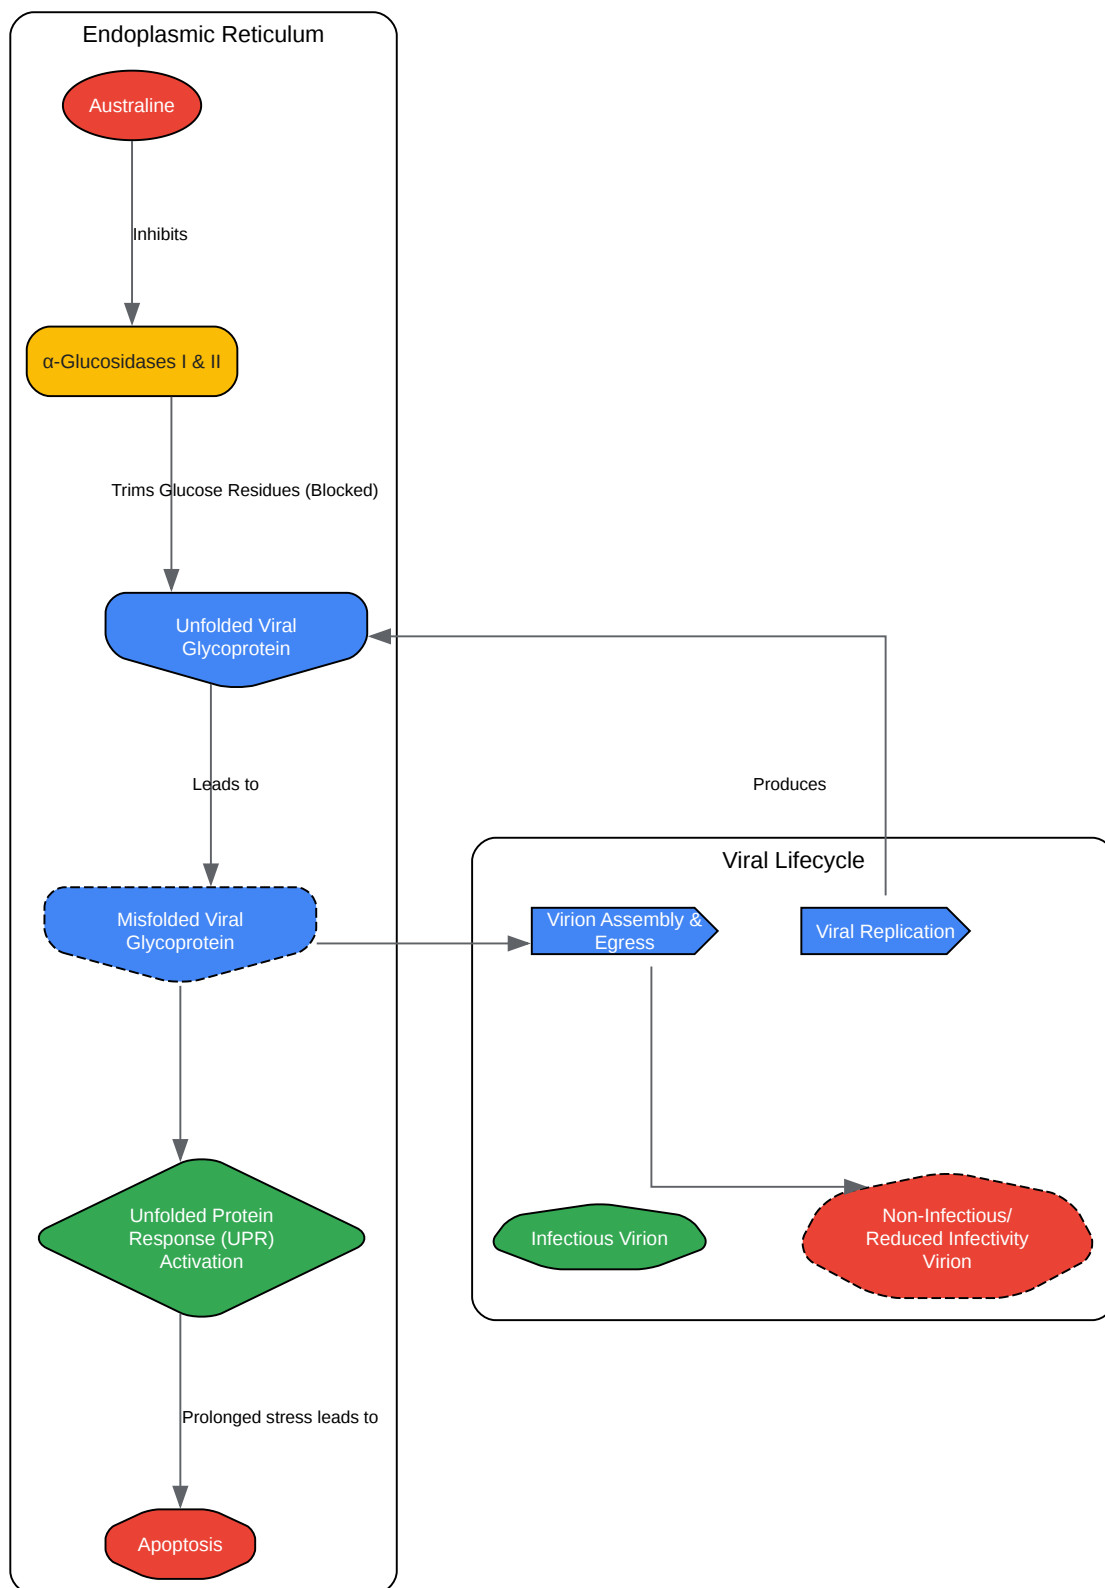 Endoplasmic Reticulum
Australine
Inhibits
α-Glucosidases I & II
Trims Glucose Residues (Blocked)
Unfolded Viral
Glycoprotein
Leads to
Produces
Viral Lifecycle
Misfolded Viral
Glycoprotein
Virion Assembly &
Egress
Viral Replication
Unfolded Protein
Response (UPR)
Activation
Infectious Virion
Non-Infectious/
Reduced Infectivity
Virion
Prolonged stress leads to
Apoptosis